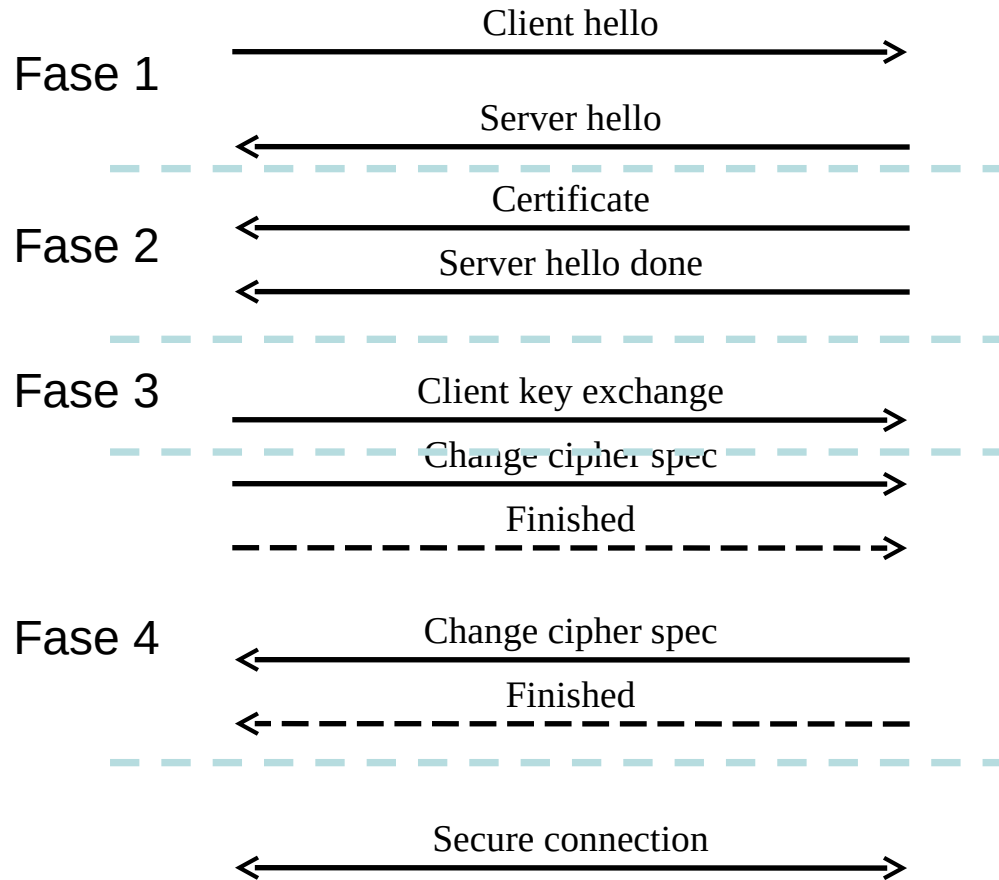 Client hello
Fase 1
Server hello
Certificate
Fase 2
Server hello done
Fase 3
Client key exchange
Change cipher spec
Finished
Fase 4
Change cipher spec
Finished
Secure connection